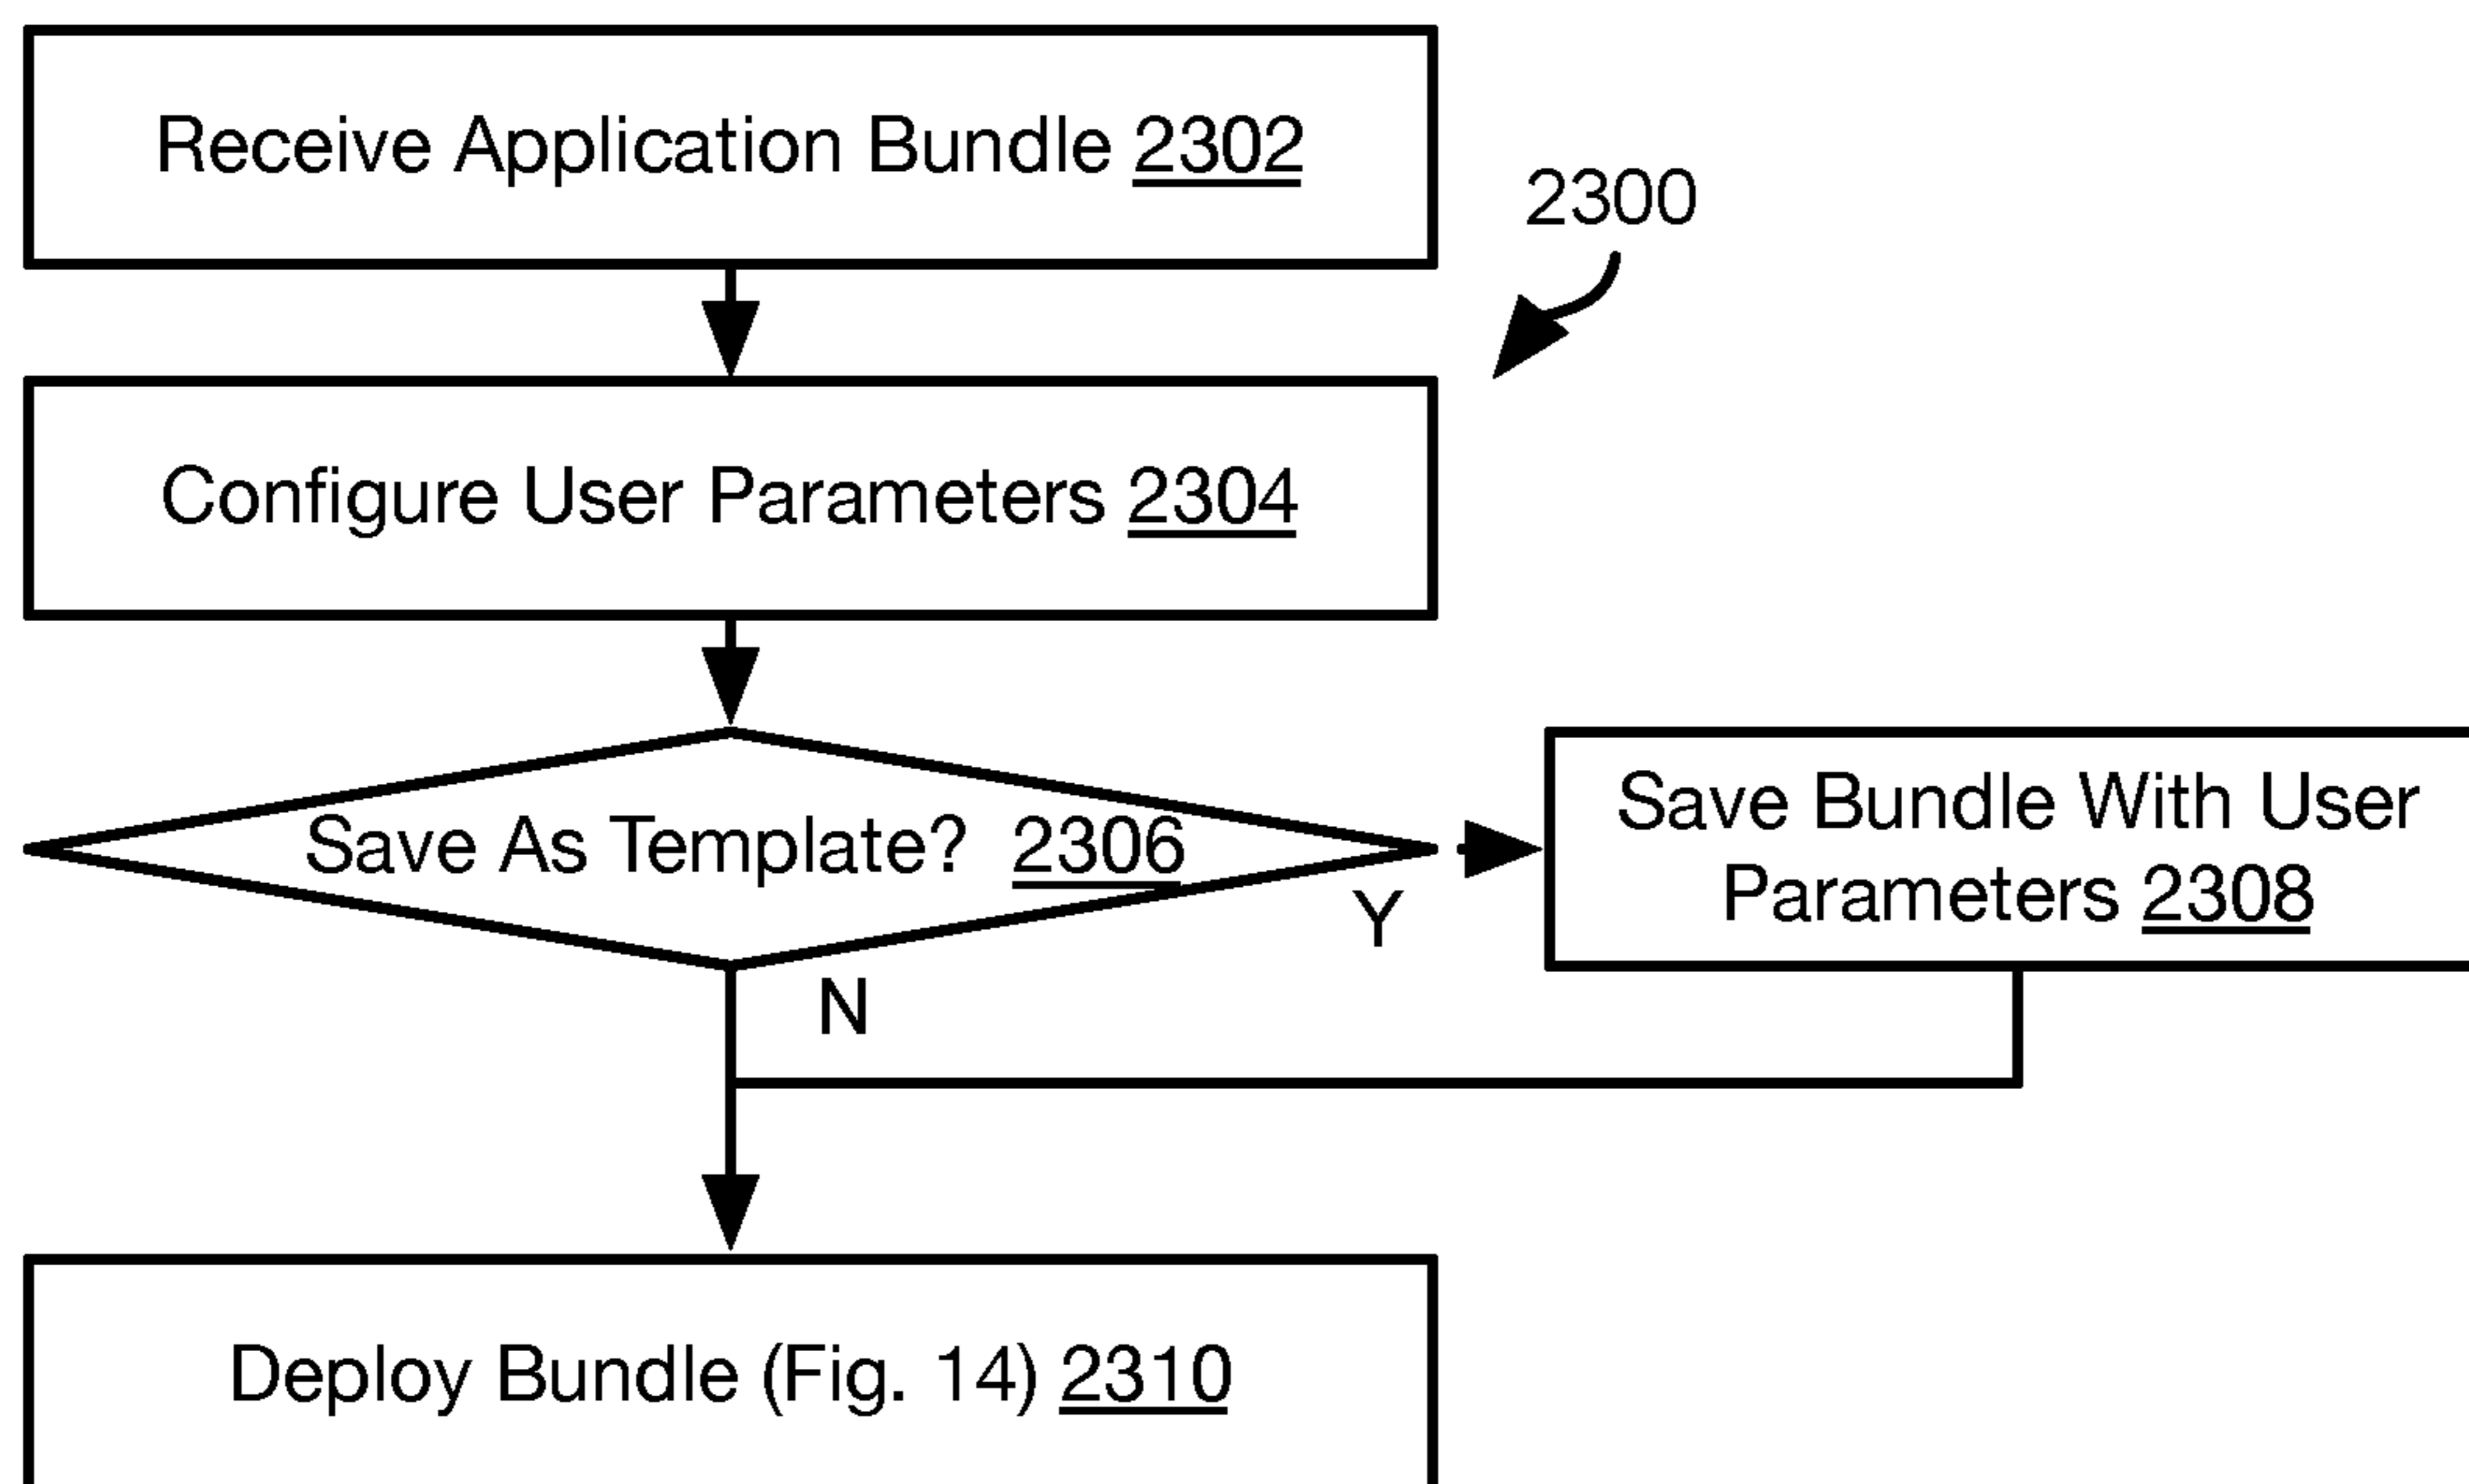 Receive Application Bundle 2302
2300
Configure User Parameters 2304
Save As Template? 2306
Y
Save Bundle With User
Parameters 2308
N
Deploy Bundle (Fig. 14) 2310